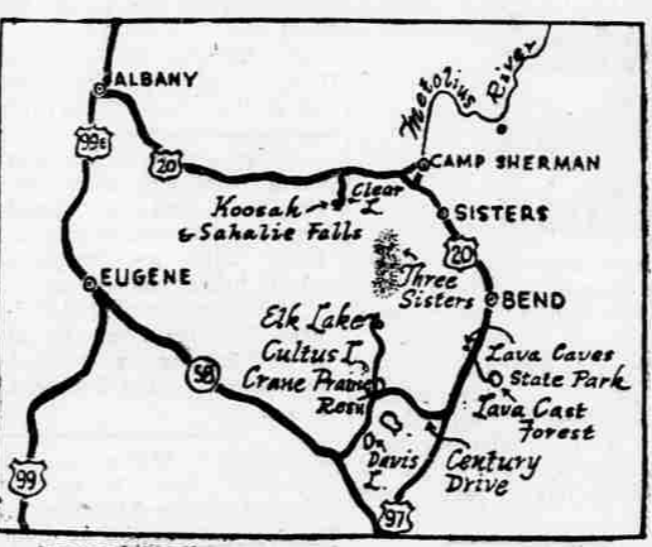 ALBANY
99E
20
Metolius River
CAMP SHERMAN
Clear
L.
Koosah
& Sahalie Falls
SISTERS
20
Three
Sisters
EUGENE
BEND
Elk Lake
Cultus L.
Crane Prairie
Resv.
58
Lava Caves
State Park
Lava Cast
Forest
Davis
L.
Century
Drive
99
97